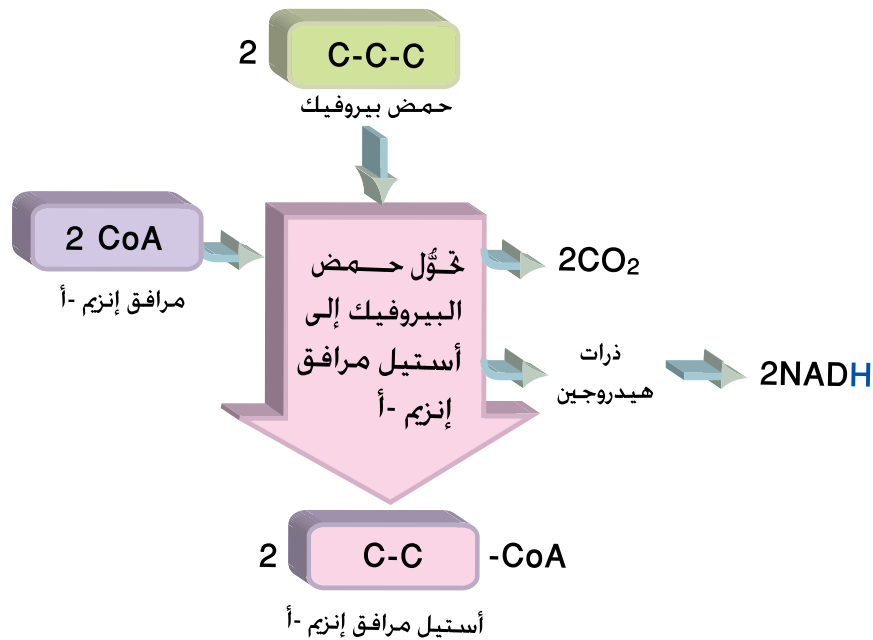 2 C-C-C
حمض بيروفيك
2 CoA
مرافق إنزيم -أ
تحوُّل حمض
البيروفيك إلى
أستيل مرافق
إنزيم -أ
2CO₂
ذرات
هيدروجين
2NADH
2 C-C -CoA
أستيل مرافق إنزيم -أ